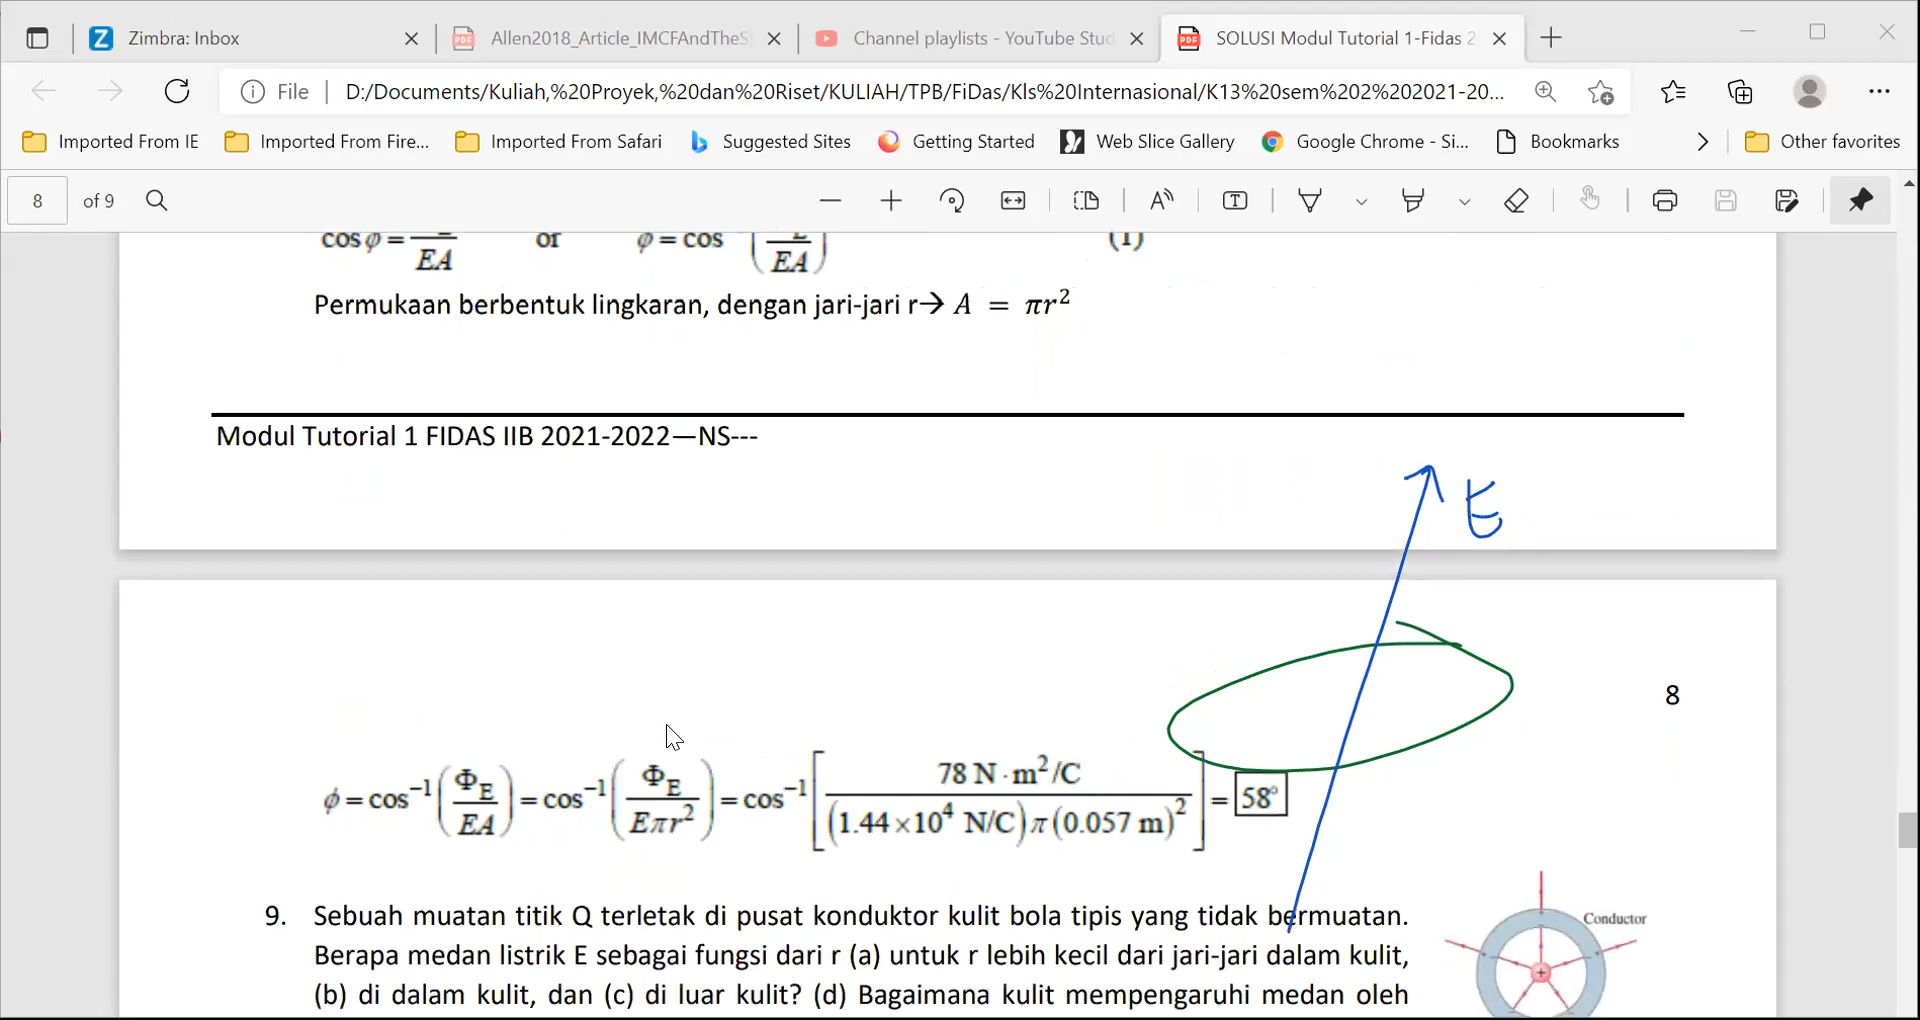 Zimbra: Inbox
Allen2018_Article_IMCFAndTheS
Channel playlists - YouTube Stud
SOLUSI Modul Tutorial 1-Fidas 2
File
D:/Documents/Kuliah,%20Proyek,%20dan%20Riset/KULIAH/TPB/FiDas/Kls%20Internasional/K13%20sem%202%202021-20...
Imported From IE
Imported From Fire...
Imported From Safari
Suggested Sites
Getting Started
Web Slice Gallery
Google Chrome - Si...
Bookmarks
Other favorites
8 of 9
cos φ = EA or φ = cos ( EA ) (1)
Permukaan berbentuk lingkaran, dengan jari-jari r→ A = πr²
Modul Tutorial 1 FIDAS IIB 2021-2022—NS---
E
8
ϕ = cos⁻¹(Φ_E/EA) = cos⁻¹(Φ_E/Eπr²) = cos⁻¹[78 N·m²/C / (1.44×10⁴ N/C)π(0.057 m)²] = 58°
9. Sebuah muatan titik Q terletak di pusat konduktor kulit bola tipis yang tidak bermuatan.
Berapa medan listrik E sebagai fungsi dari r (a) untuk r lebih kecil dari jari-jari dalam kulit,
(b) di dalam kulit, dan (c) di luar kulit? (d) Bagaimana kulit mempengaruhi medan oleh
Conductor
+